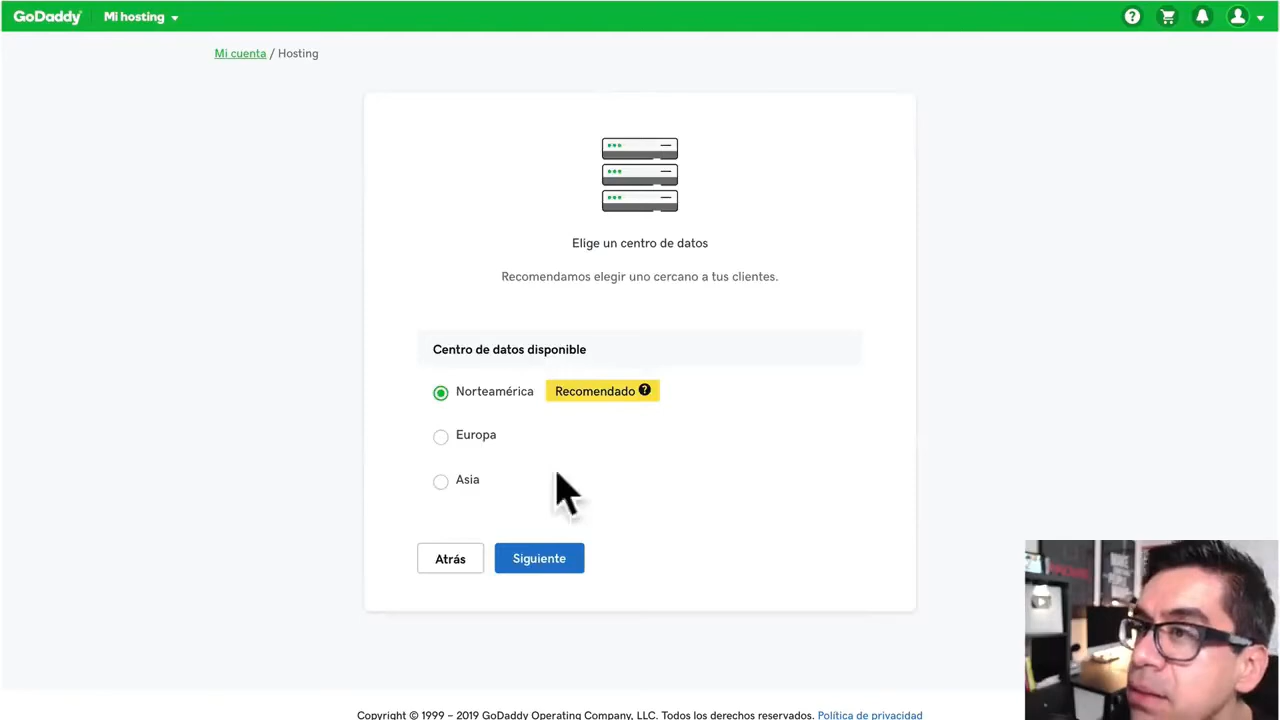 GoDaddy Mi hosting
Mi cuenta / Hosting
Elige un centro de datos
Recomendamos elegir uno cercano a tus clientes.
Centro de datos disponible
Norteamérica Recomendado ?
Europa
Asia
Atrás Siguiente
Copyright © 1999 – 2019 GoDaddy Operating Company, LLC. Todos los derechos reservados. Política de privacidad